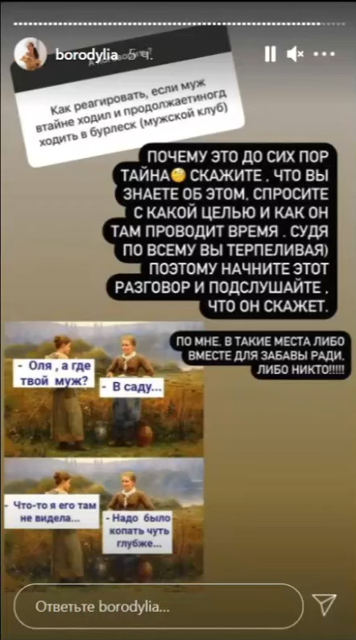 borodylia 5 ч.
Как реагировать, если муж
втайне ходил и продолжаетиногд
ходить в бурлеск (мужской клуб)
ПОЧЕМУ ЭТО ДО СИХ ПОР
ТАЙНА🧐 СКАЖИТЕ , ЧТО ВЫ
ЗНАЕТЕ ОБ ЭТОМ, СПРОСИТЕ
С КАКОЙ ЦЕЛЬЮ И КАК ОН
ТАМ ПРОВОДИТ ВРЕМЯ . СУДЯ
ПО ВСЕМУ ВЫ ТЕРПЕЛИВАЯ)
ПОЭТОМУ НАЧНИТЕ ЭТОТ
РАЗГОВОР И ПОДСЛУШАЙТЕ ,
ЧТО ОН СКАЖЕТ.
ПО МНЕ, В ТАКИЕ МЕСТА ЛИБО
ВМЕСТЕ ДЛЯ ЗАБАВЫ РАДИ,
ЛИБО НИКТО!!!!!
- Оля , а где
твой муж?
- В саду...
- Что-то я его там
не видела...
- Надо было
копать чуть
глубже...
Ответьте borodylia...